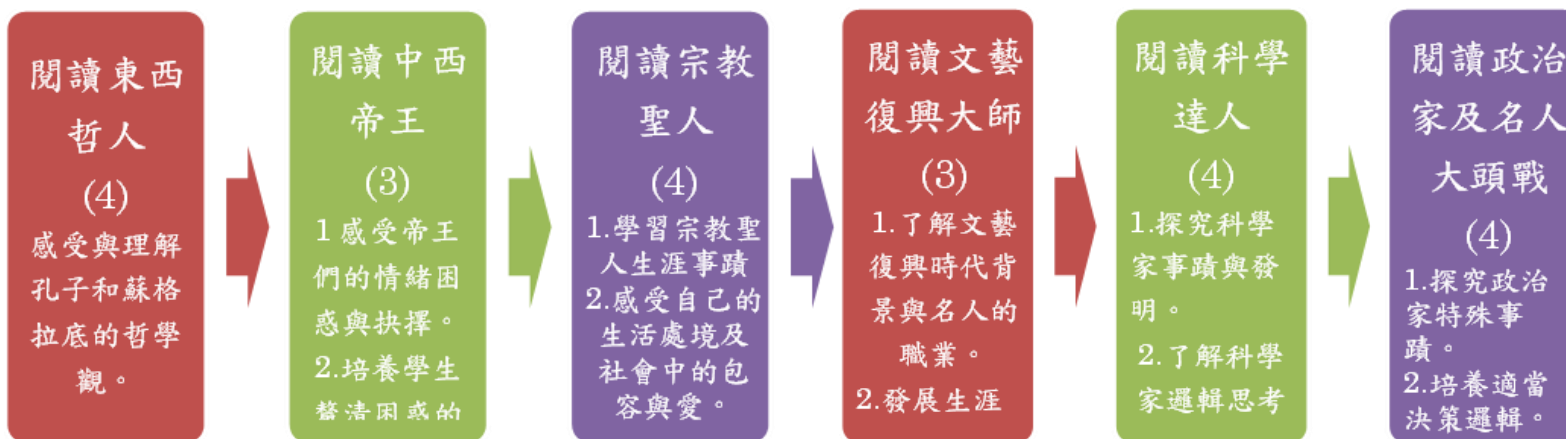 閱讀東西
哲人
(4)
感受與理解
孔子和蘇格
拉底的哲學
觀。
閱讀中西
帝王
(3)
1 感受帝王
們的情緒困
惑與抉擇。
2.培養學生
釐清困惑的
閱讀宗教
聖人
(4)
1.學習宗教聖
人生涯事蹟
2.感受自己的
生活處境及
社會中的包
容與愛。
閱讀文藝
復興大師
(3)
1.了解文藝
復興時代背
景與名人的
職業。
2.發展生涯
閱讀科學
達人
(4)
1.探究科學
家事蹟與發
明。
2.了解科學
家邏輯思考
閱讀政治
家及名人
大頭戰
(4)
1.探究政治
家特殊事
蹟。
2.培養適當
決策邏輯。